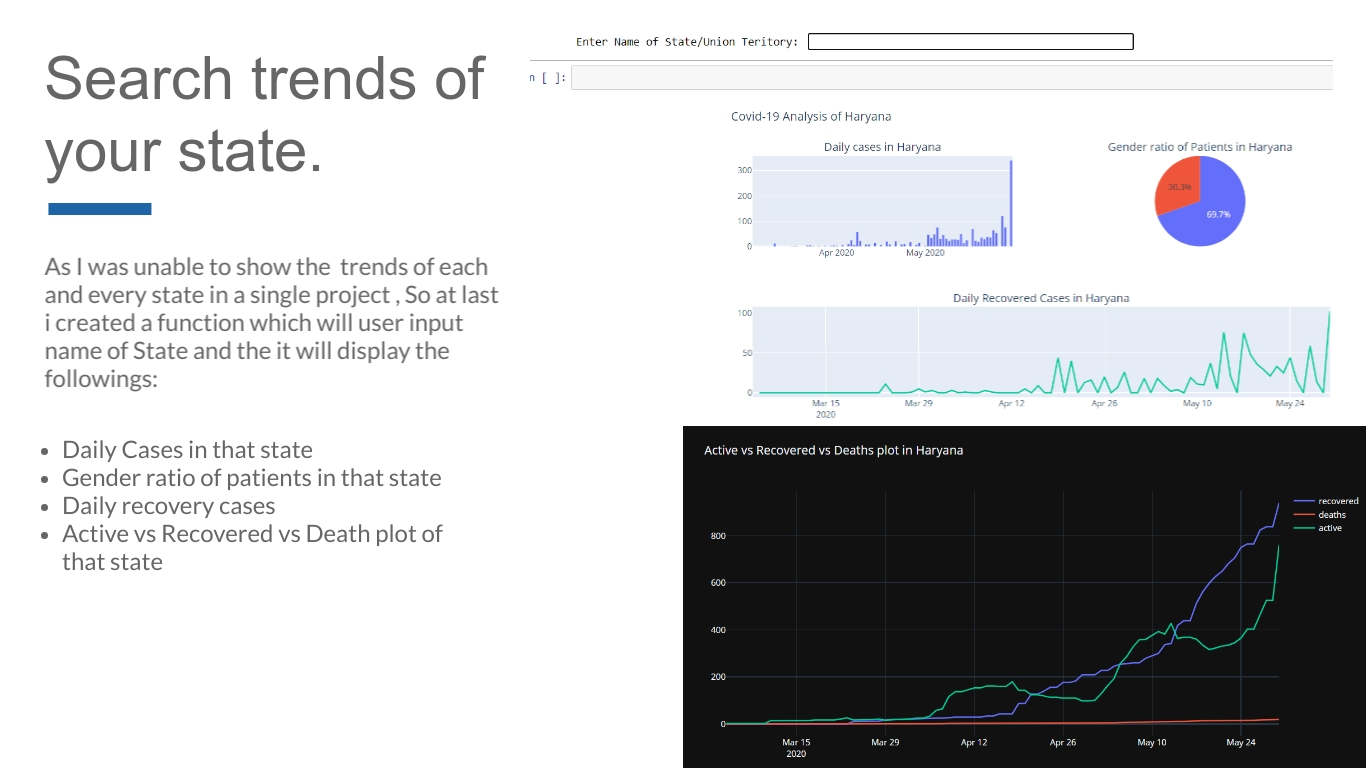 Search trends of
your state.
As I was unable to show the  trends of each
and every state in a single project , So at last
i created a function which will user input
name of State and the it will display the
followings:
• Daily Cases in that state
• Gender ratio of patients in that state
• Daily recovery cases
• Active vs Recovered vs Death plot of
that state
Enter Name of State/Union Teritory:
n [ ]:
Covid-19 Analysis of Haryana
Daily cases in Haryana
300
200
100
0
Apr 2020
May 2020
Gender ratio of Patients in Haryana
30.3%
69.7%
Daily Recovered Cases in Haryana
100
50
0
Mar 15
2020
Mar 29
Apr 12
Apr 26
May 10
May 24
Active vs Recovered vs Deaths plot in Haryana
recovered
deaths
active
800
600
400
200
0
Mar 15
2020
Mar 29
Apr 12
Apr 26
May 10
May 24